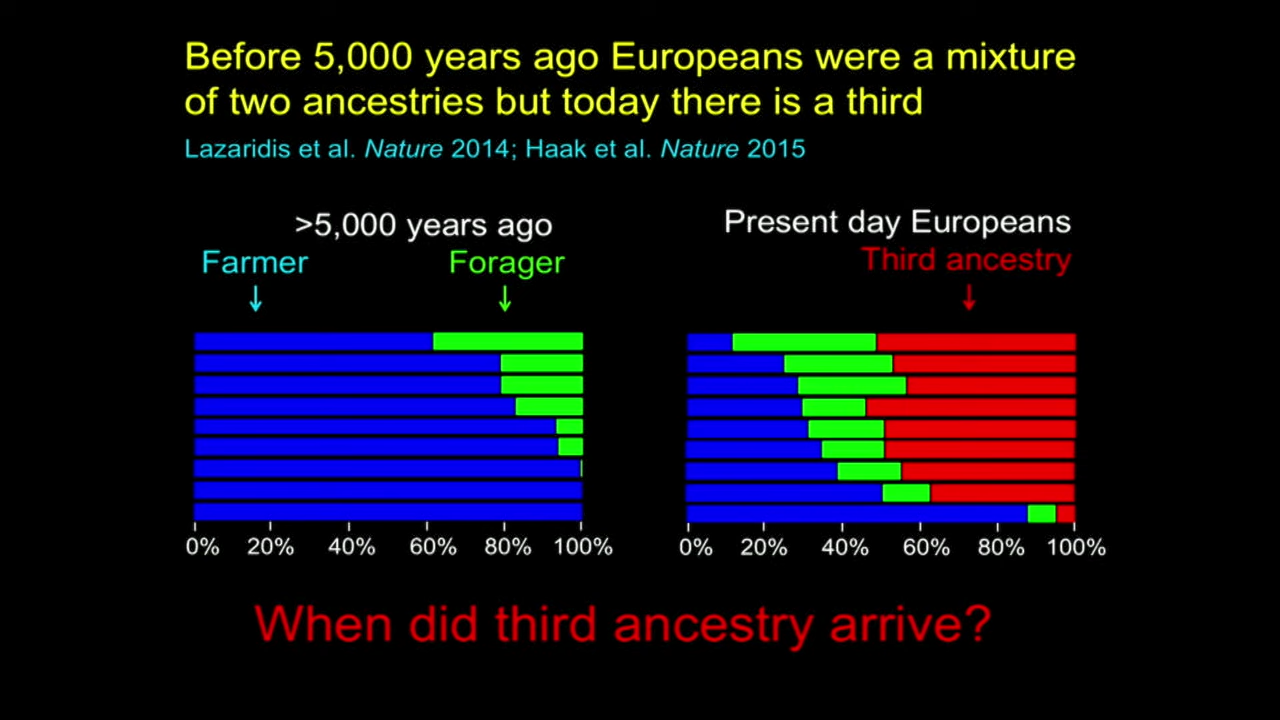 Before 5,000 years ago Europeans were a mixture
of two ancestries but today there is a third
Lazaridis et al. Nature 2014; Haak et al. Nature 2015
>5,000 years ago
Farmer Forager
Present day Europeans
Third ancestry
0% 20% 40% 60% 80% 100%
0% 20% 40% 60% 80% 100%
When did third ancestry arrive?